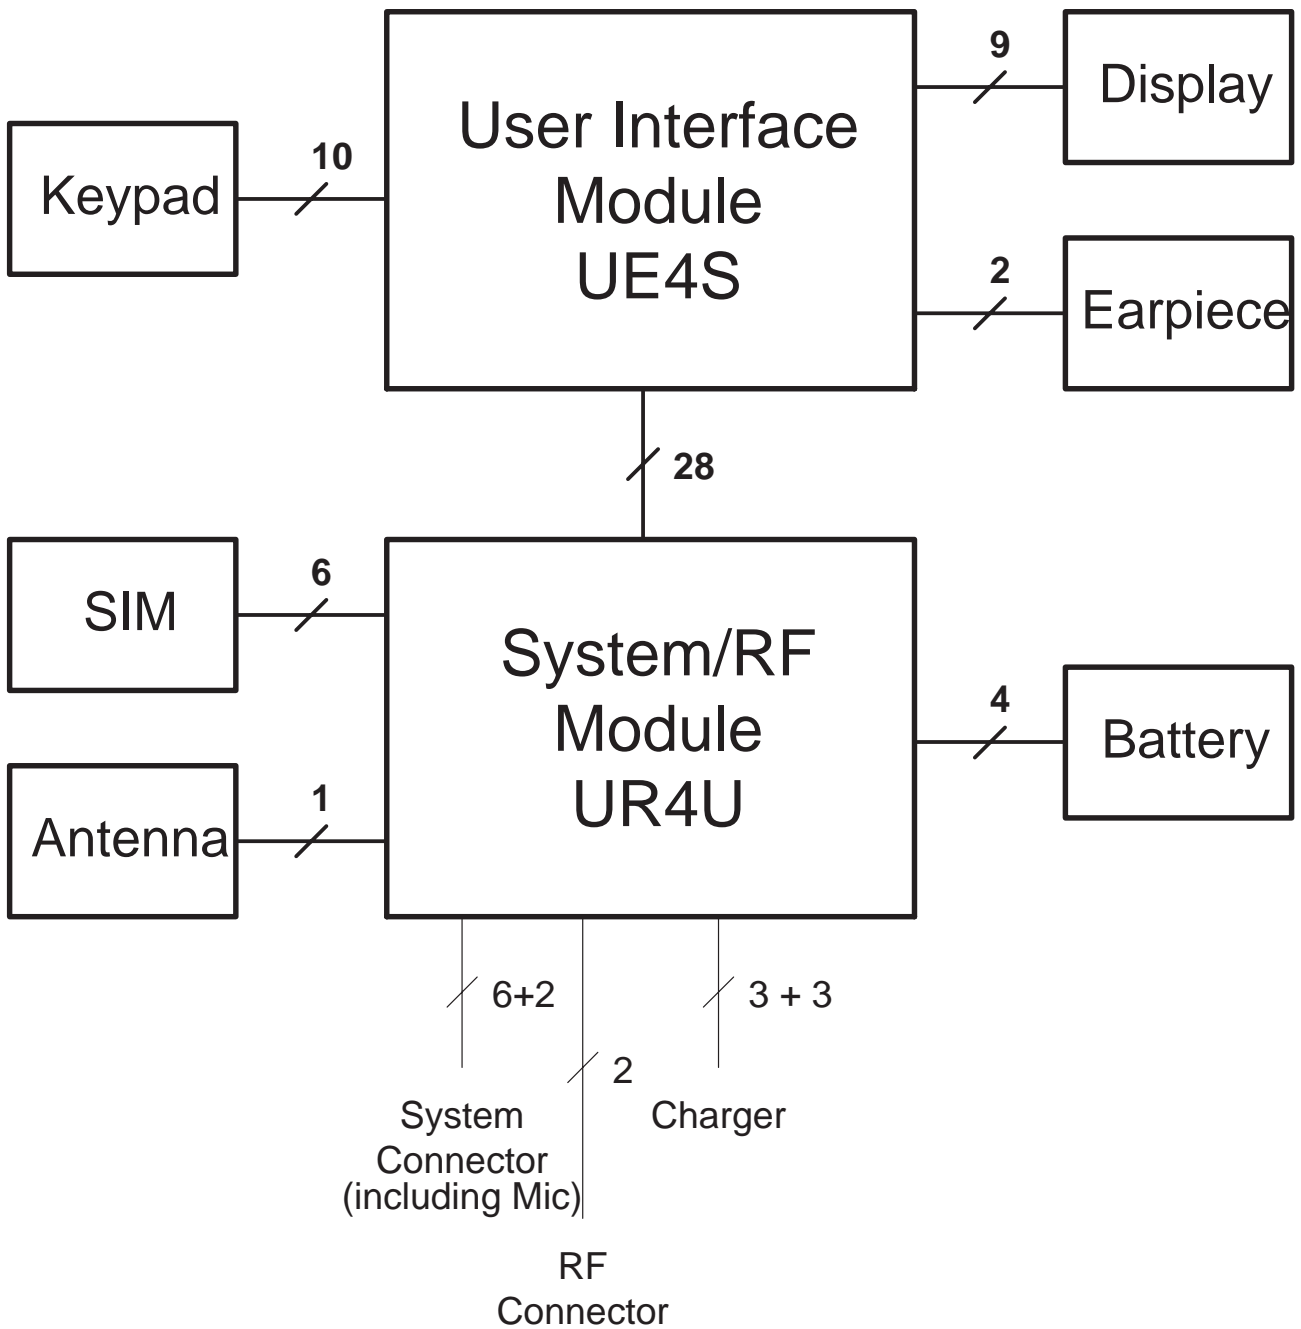 9
Display
User Interface
Module
UE4S
10
Keypad
2
Earpiece
28
6
SIM
System/RF
Module
UR4U
4
Battery
1
Antenna
6+2
3 + 3
2
System
Connector
(including Mic)
Charger
RF
Connector